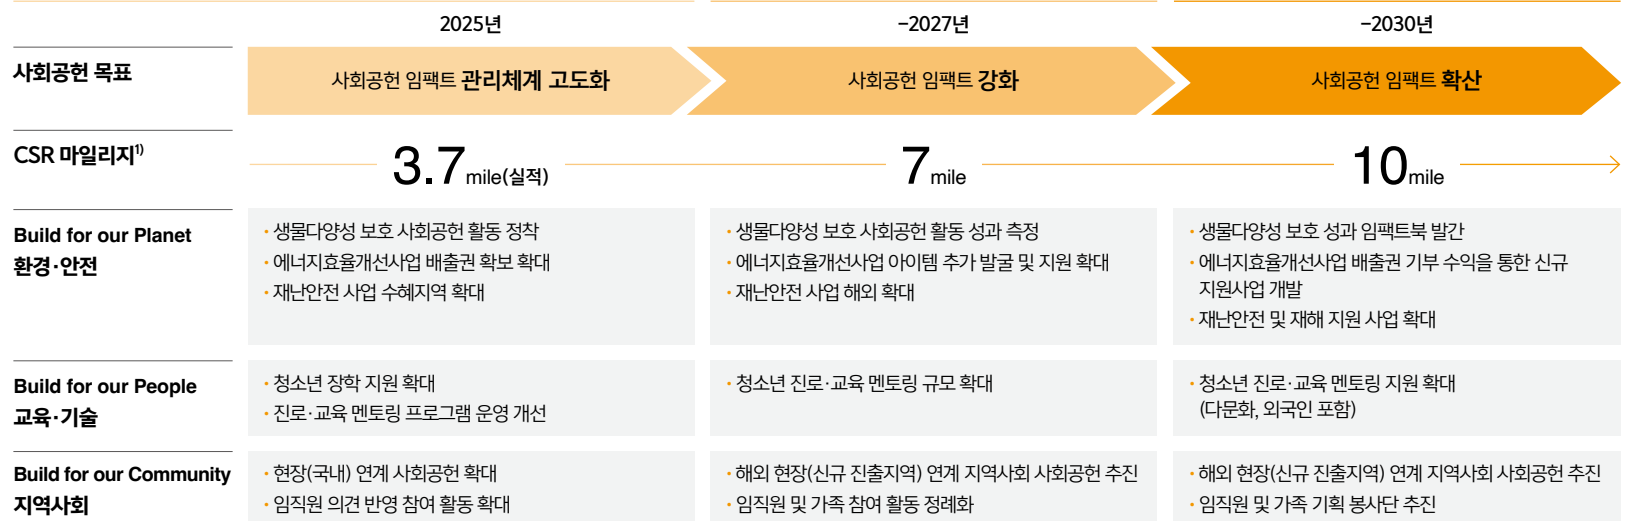 2025년
–2027년
–2030년
사회공헌 목표
사회공헌 임팩트 관리체계 고도화
사회공헌 임팩트 강화
사회공헌 임팩트 확산
CSR 마일리지1)
3.7 mile(실적)
7 mile
10 mile
Build for our Planet
환경·안전
· 생물다양성 보호 사회공헌 활동 정착
· 에너지효율개선사업 배출권 확보 확대
· 재난안전 사업 수혜지역 확대
· 생물다양성 보호 사회공헌 활동 성과 측정
· 에너지효율개선사업 아이템 추가 발굴 및 지원 확대
· 재난안전 사업 해외 확대
· 생물다양성 보호 성과 임팩트북 발간
· 에너지효율개선사업 배출권 기부 수익을 통한 신규
지원사업 개발
· 재난안전 및 재해 지원 사업 확대
Build for our People
교육·기술
· 청소년 장학 지원 확대
· 진로·교육 멘토링 프로그램 운영 개선
· 청소년 진로·교육 멘토링 규모 확대
· 청소년 진로·교육 멘토링 지원 확대
(다문화, 외국인 포함)
Build for our Community
지역사회
· 현장(국내) 연계 사회공헌 확대
· 임직원 의견 반영 참여 활동 확대
· 해외 현장(신규 진출지역) 연계 지역사회 사회공헌 추진
· 임직원 및 가족 참여 활동 정례화
· 해외 현장(신규 진출지역) 연계 지역사회 사회공헌 추진
· 임직원 및 가족 기획 봉사단 추진